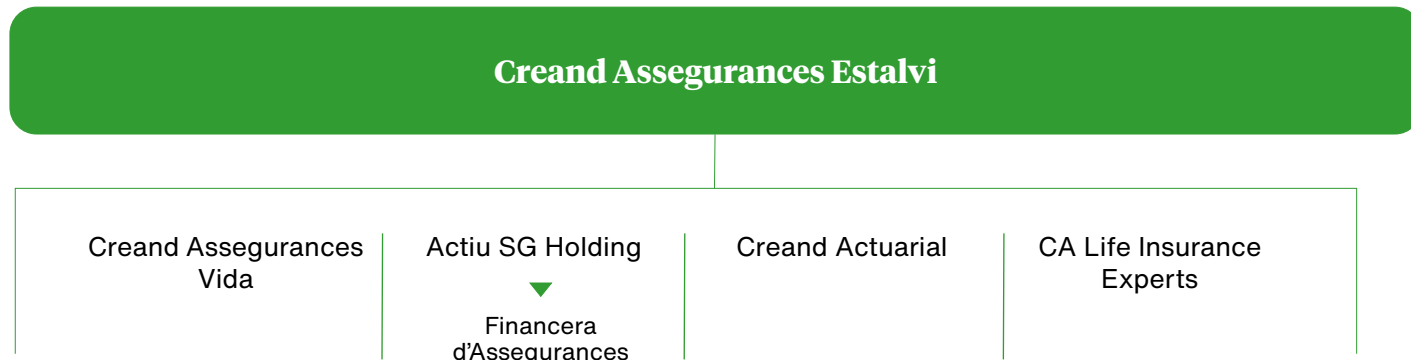 Creand Assegurances Estalvi
Creand Assegurances
Vida
Actiu SG Holding
Financera
d'Assegurances
Creand Actuarial
CA Life Insurance
Experts